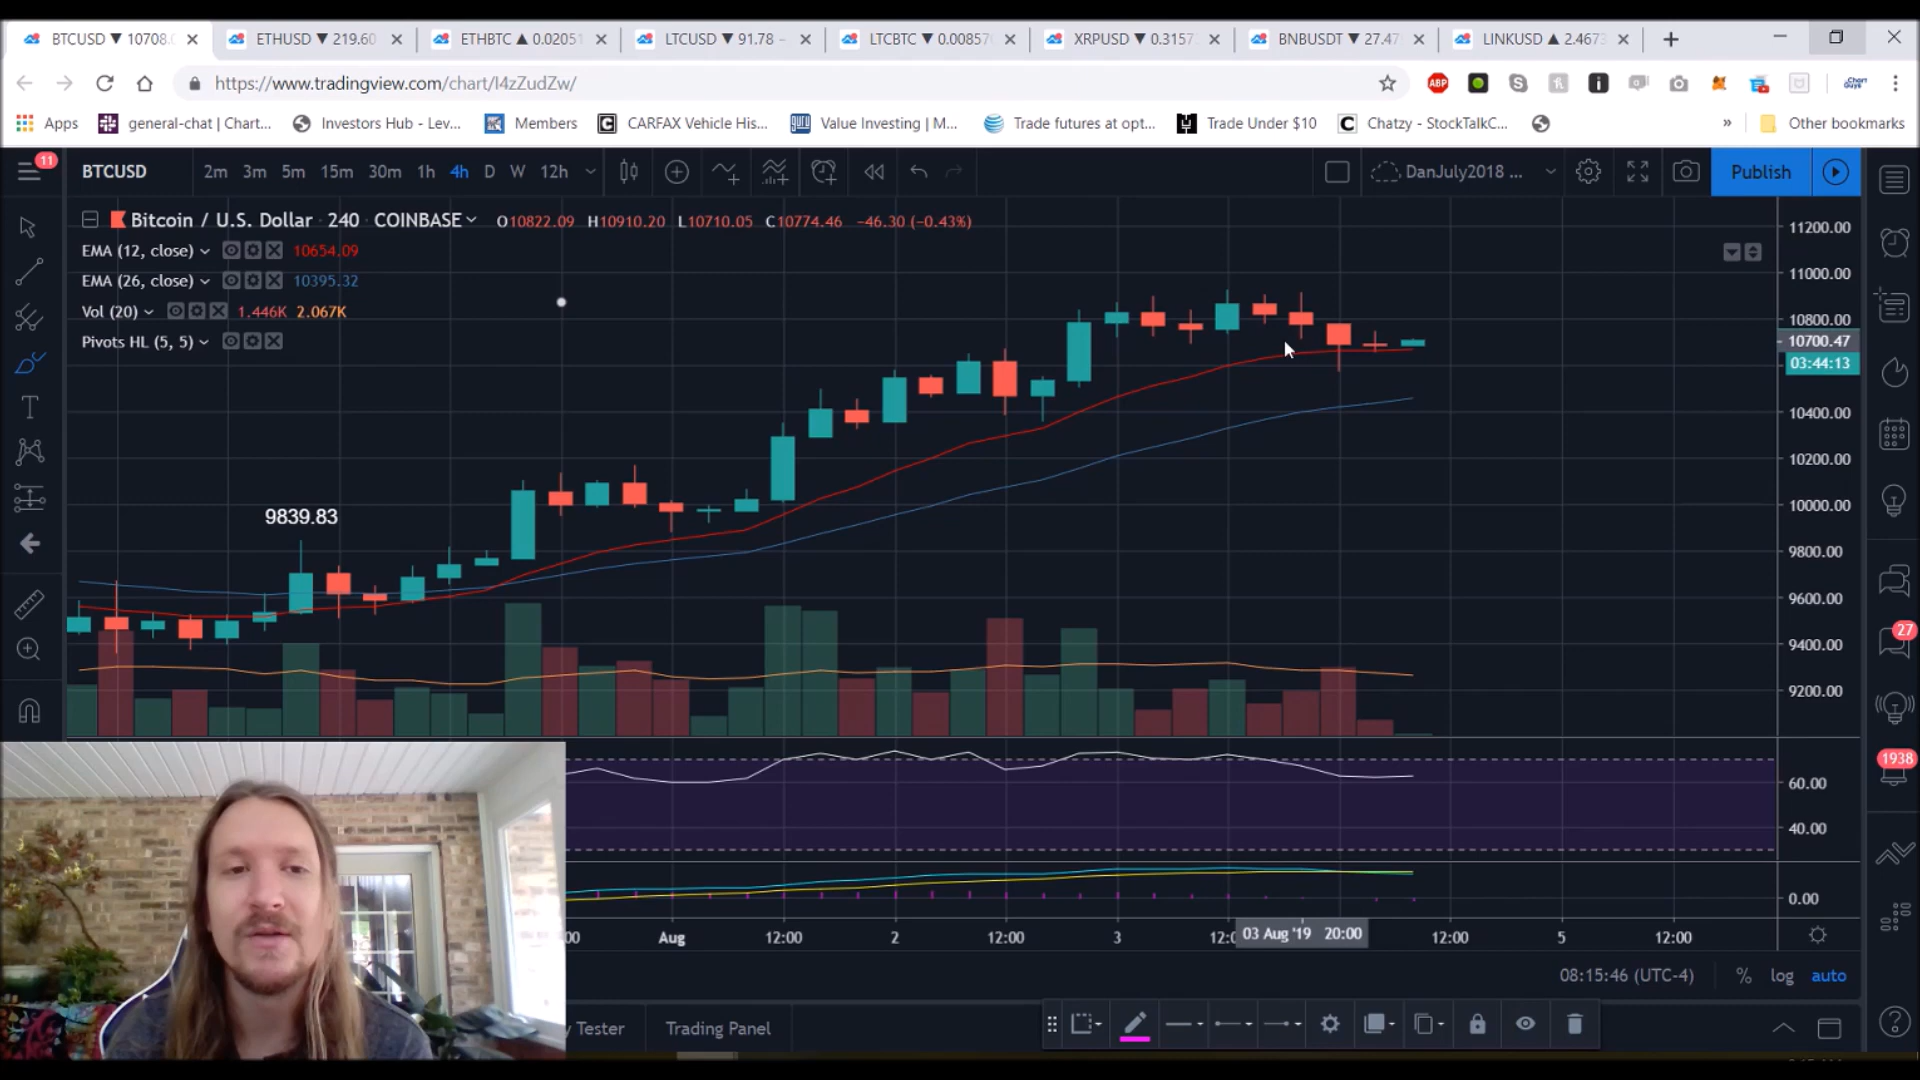 BTCUSD ▼ 10708.0
ETHUSD ▼ 219.60
ETHBTC ▲ 0.02051
LTCUSD ▼ 91.78 –
LTCBTC ▼ 0.00857
XRPUSD ▼ 0.3157
BNBUSDT ▼ 27.47
LINKUSD ▲ 2.4673
https://www.tradingview.com/chart/I4zZudZw/
ABP
Apps
general-chat | Chart...
Investors Hub - Lev...
Members
CARFAX Vehicle His...
Value Investing | M...
Trade futures at opt...
Trade Under $10
Chatzy - StockTalkC...
» Other bookmarks
11
BTCUSD 2m 3m 5m 15m 30m 1h 4h D W 12h
DanJuly2018 ...
Publish
Bitcoin / U.S. Dollar 240 COINBASE O10822.09 H10910.20 L10710.05 C10774.46 −46.30 (−0.43%)
EMA (12, close) 10654.09
EMA (26, close) 10395.32
Vol (20) 1.446K 2.067K
Pivots HL (5, 5)
9839.83
11200.00
11000.00
10800.00
10700.47
03:44:13
10400.00
10200.00
10000.00
9800.00
9600.00
9400.00
9200.00
60.00
40.00
0.00
27
1938
:00 Aug 12:00 2 12:00 3 12:0 03 Aug '19 20:00 12:00 5 12:00
08:15:46 (UTC-4) % log auto
y Tester Trading Panel